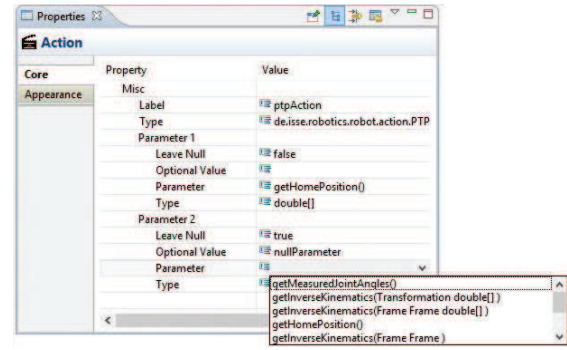 Properties
Action
Core
Appearance
Property Value
Misc
Label ptpAction
Type de.isse.robotics.robot.action.PTP
Parameter 1
Leave Null false
Optional Value
Parameter getHomePosition()
Type double[]
Parameter 2
Leave Null true
Optional Value nullParameter
Parameter
Type
getMeasuredJointAngles()
getInverseKinematics(Transformation double[] )
getInverseKinematics(Frame Frame double[] )
getHomePosition()
getInverseKinematics(Frame Frame )